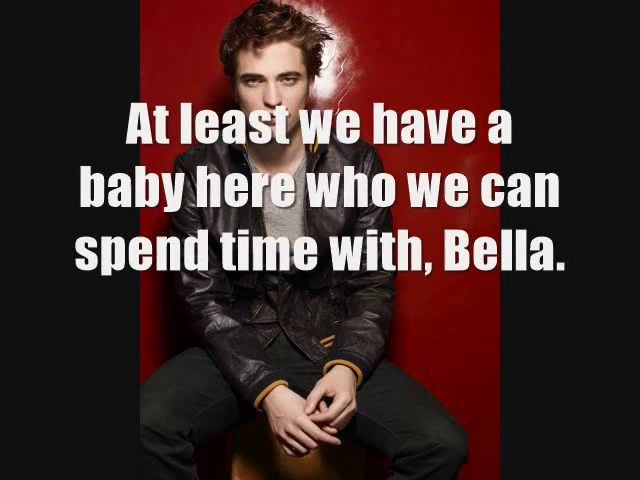 At least we have a
baby here who we can
spend time with, Bella.